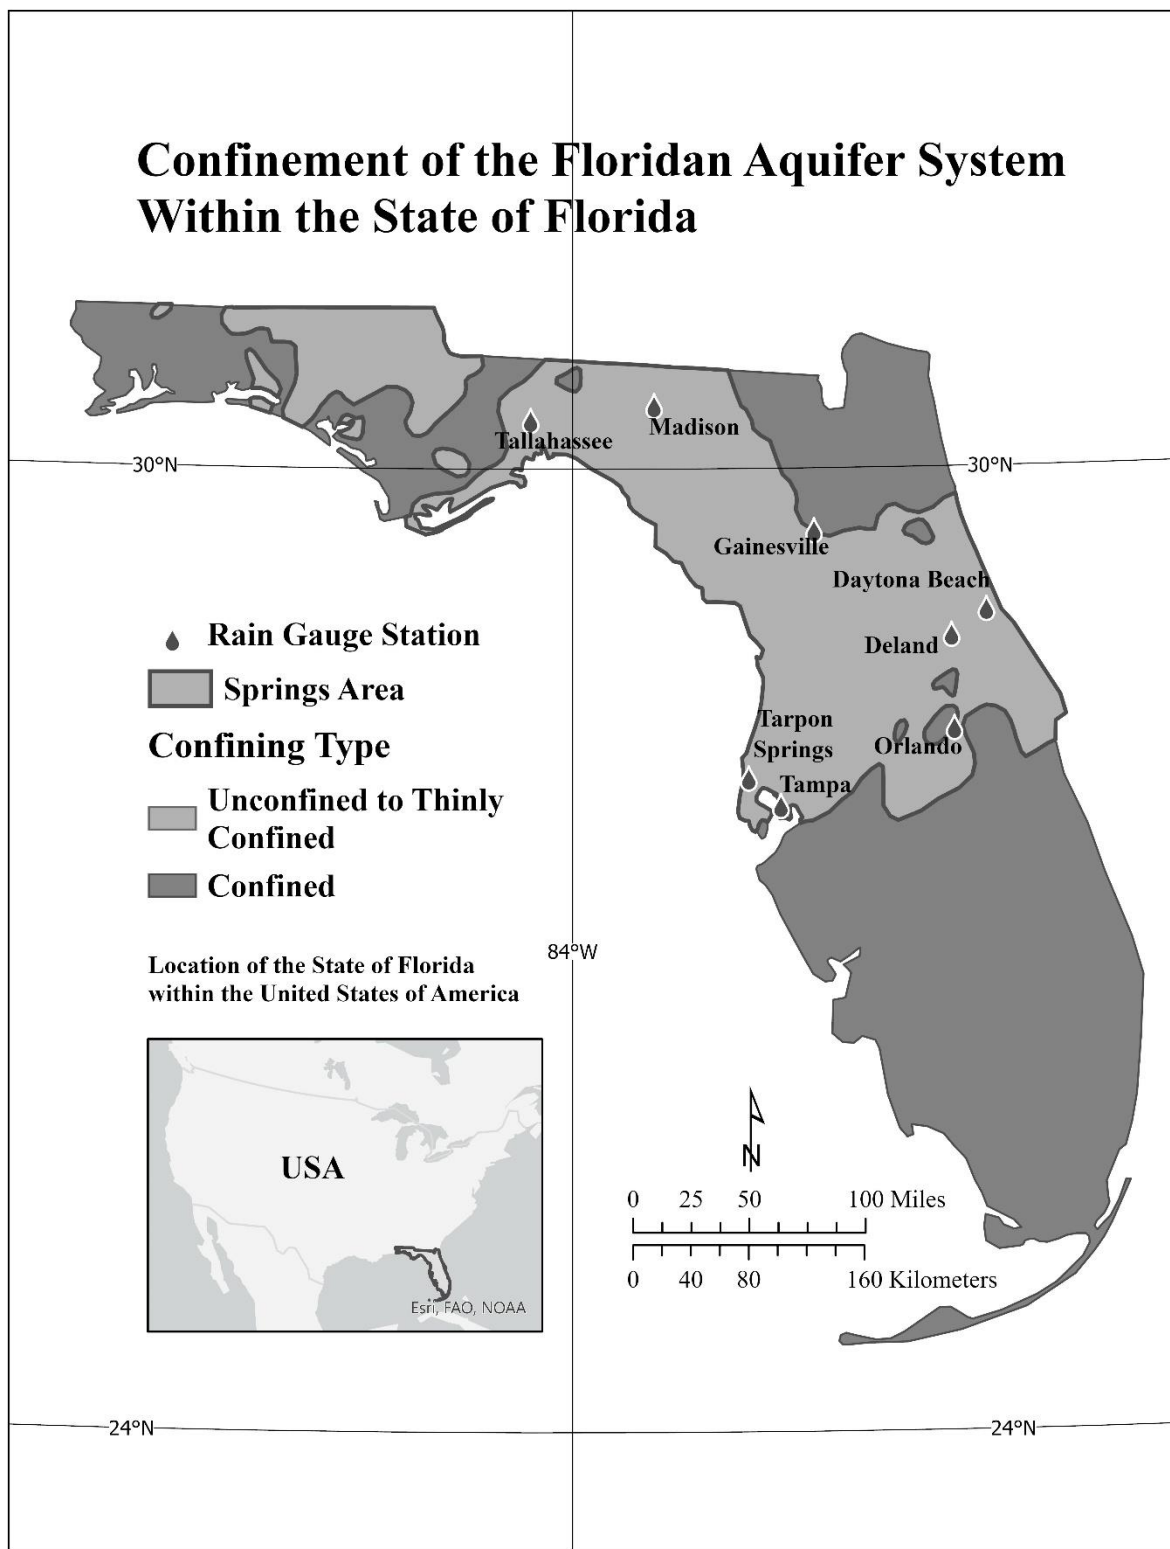 Confinement of the Floridan Aquifer System
Within the State of Florida
Tallahassee
Madison
30°N
30°N
Gainesville
Daytona Beach
Deland
Tarpon
Springs
Orlando
Tampa
Rain Gauge Station
Springs Area
Confining Type
Unconfined to Thinly
Confined
Confined
84°W
Location of the State of Florida
within the United States of America
USA
Esri, FAO, NOAA
N
0 25 50 100 Miles
0 40 80 160 Kilometers
24°N
24°N